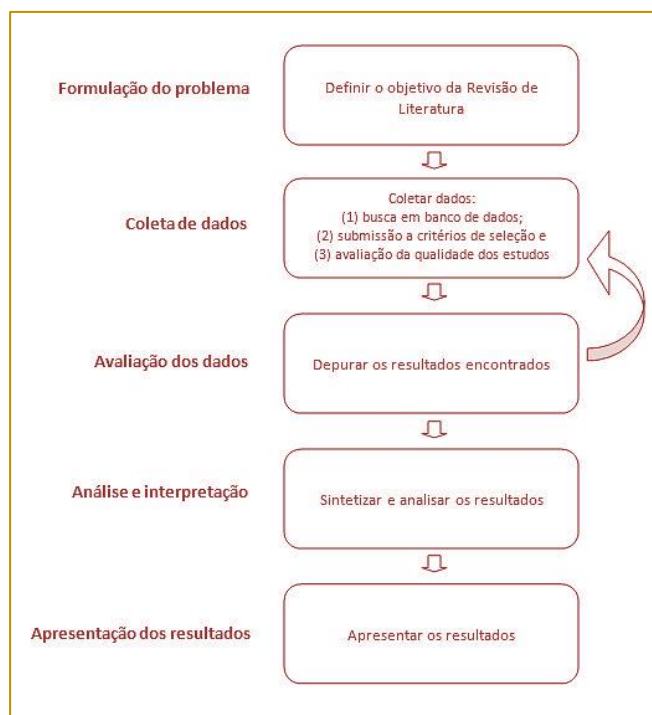 Formulação do problema
Definir o objetivo da Revisão de
Literatura
Coleta de dados
Coletar dados:
(1) busca em banco de dados;
(2) submissão a critérios de seleção e
(3) avaliação da qualidade dos estudos
Avaliação dos dados
Depurar os resultados encontrados
Análise e interpretação
Sintetizar e analisar os resultados
Apresentação dos resultados
Apresentar os resultados